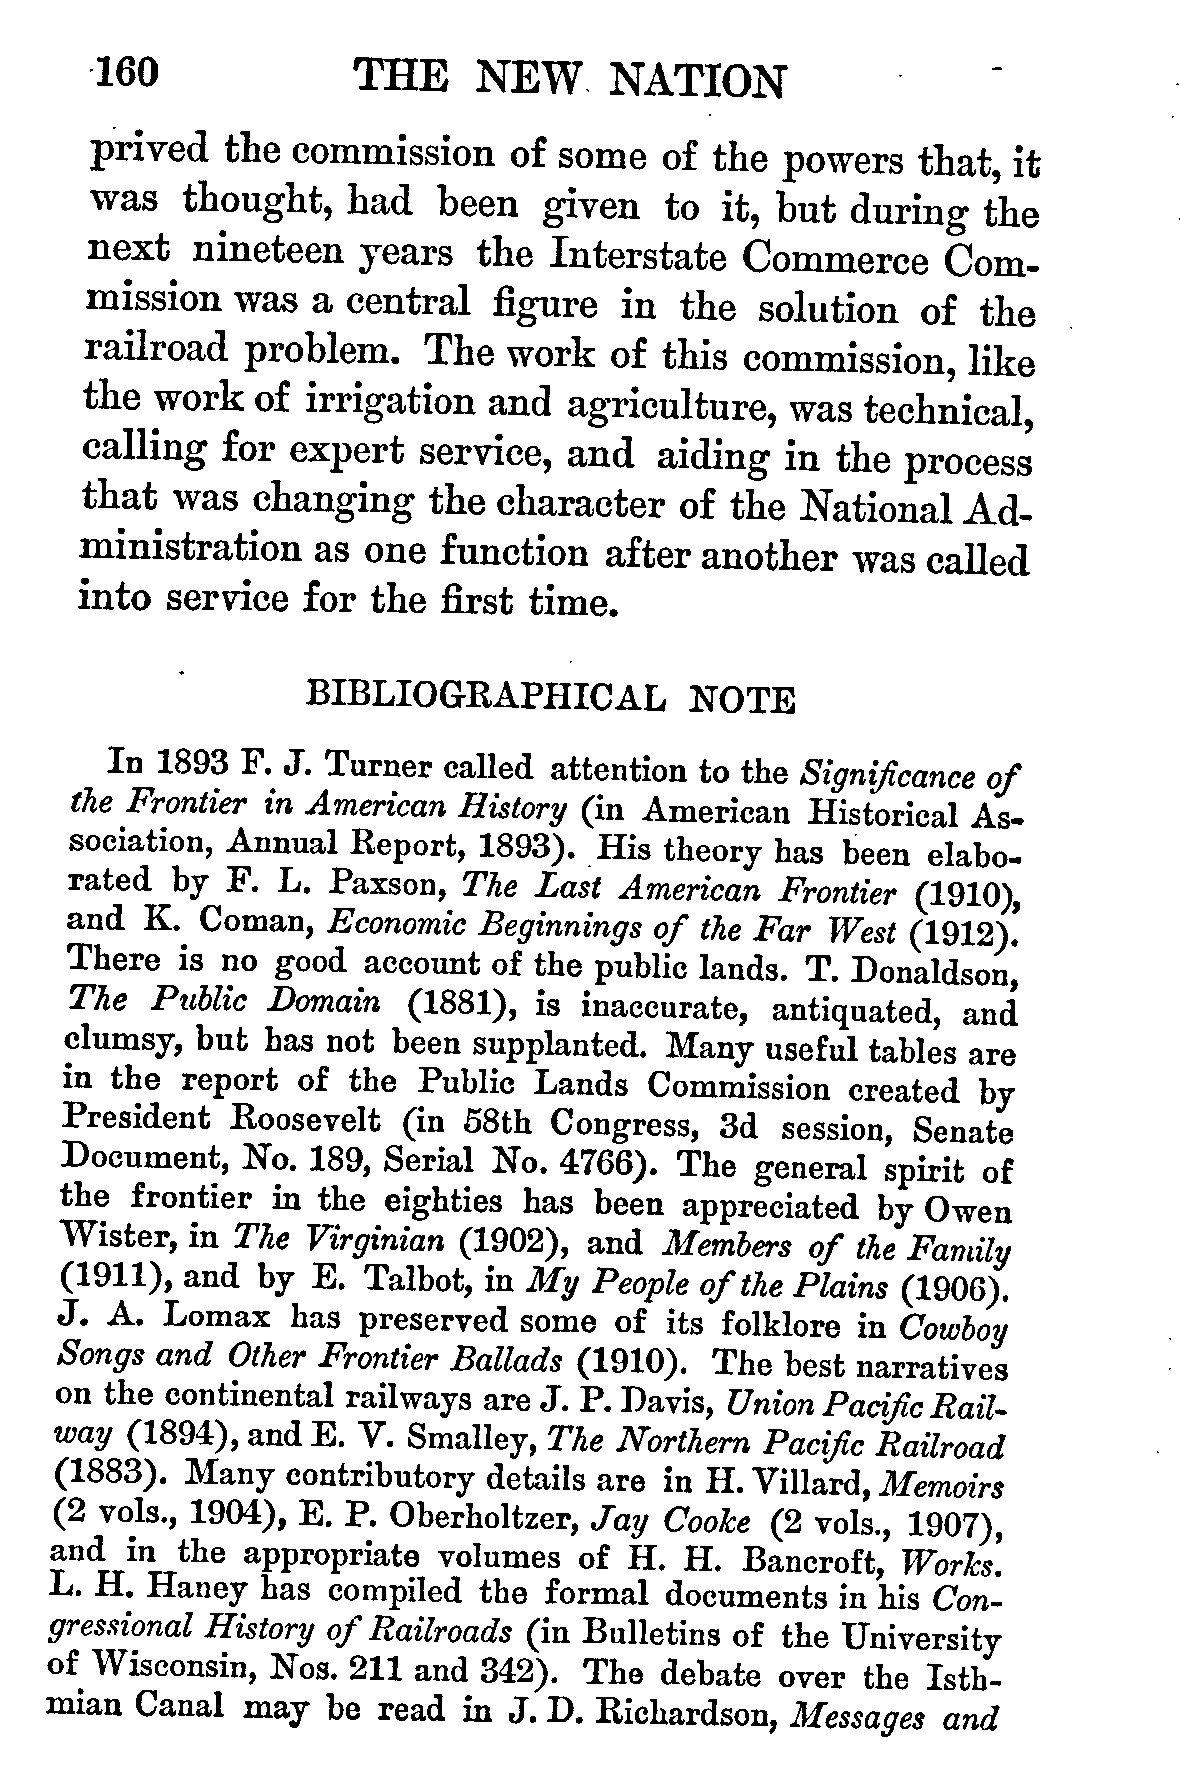 160 THE NEW NATION
prived the commission of some of the powers that, it
was thought, had been given to it, but during the
next nineteen years the Interstate Commerce Com-
mission was a central figure in the solution of the
railroad problem. The work of this commission, like
the work of irrigation and agriculture, was technical,
calling for expert service, and aiding in the process
that was changing the character of the National Ad-
ministration as one function after another was called
into service for the first time.
BIBLIOGRAPHICAL NOTE
In 1893 F. J. Turner called attention to the Significance of
the Frontier in American History (in American Historical As-
sociation, Annual Report, 1893). His theory has been elabo-
rated by F. L. Paxson, The Last American Frontier (1910),
and K. Coman, Economic Beginnings of the Far West (1912).
There is no good account of the public lands. T. Donaldson,
The Public Domain (1881), is inaccurate, antiquated, and
clumsy, but has not been supplanted. Many useful tables are
in the report of the Public Lands Commission created by
President Roosevelt (in 58th Congress, 3d session, Senate
Document, No. 189, Serial No. 4766). The general spirit of
the frontier in the eighties has been appreciated by Owen
Wister, in The Virginian (1902), and Members of the Family
(1911), and by E. Talbot, in My People of the Plains (1906).
J. A. Lomax has preserved some of its folklore in Cowboy
Songs and Other Frontier Ballads (1910). The best narratives
on the continental railways are J. P. Davis, Union Pacific Rail-
way (1894), and E. V. Smalley, The Northern Pacific Railroad
(1883). Many contributory details are in H. Villard, Memoirs
(2 vols., 1904), E. P. Oberholtzer, Jay Cooke (2 vols., 1907),
and in the appropriate volumes of H. H. Bancroft, Works.
L. H. Haney has compiled the formal documents in his Con-
gressional History of Railroads (in Bulletins of the University
of Wisconsin, Nos. 211 and 342). The debate over the Isth-
mian Canal may be read in J. D. Richardson, Messages and